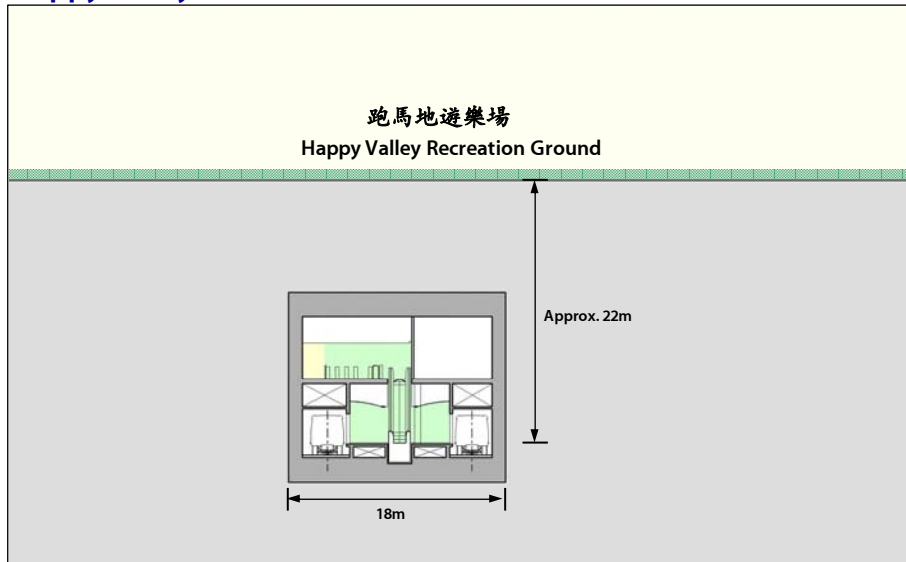 跑馬地遊樂場
Happy Valley Recreation Ground
Approx. 22m
18m